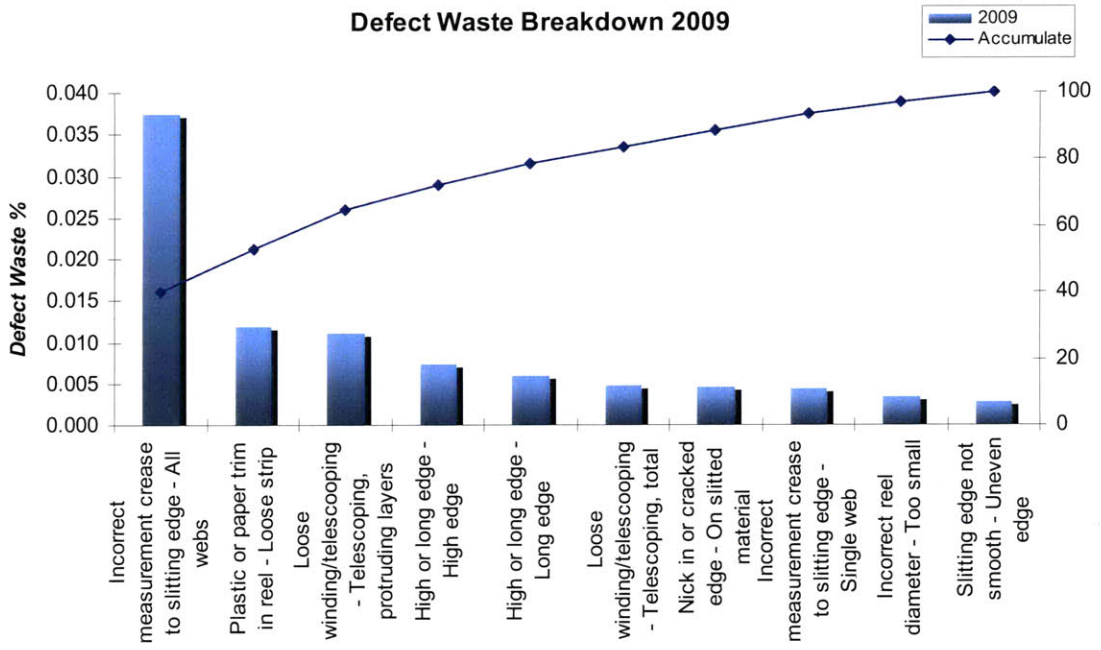 Defect Waste Breakdown 2009
2009
Accumulate
Defect Waste %
0.040
0.035
0.030
0.025
0.020
0.015
0.010
0.005
0.000
100
80
60
40
20
0
Incorrect
measurement crease
to slitting edge - All
webs
Plastic or paper trim
in reel - Loose strip
Loose
winding/telescooping
- Telescoping,
protruding layers
High or long edge -
High edge
High or long edge -
Long edge
Loose
winding/telescooping
- Telescoping, total
Nick in or cracked
edge - On slitted
material
Incorrect
measurement crease
to slitting edge -
Single web
Incorrect reel
diameter - Too small
Slitting edge not
smooth - Uneven
edge